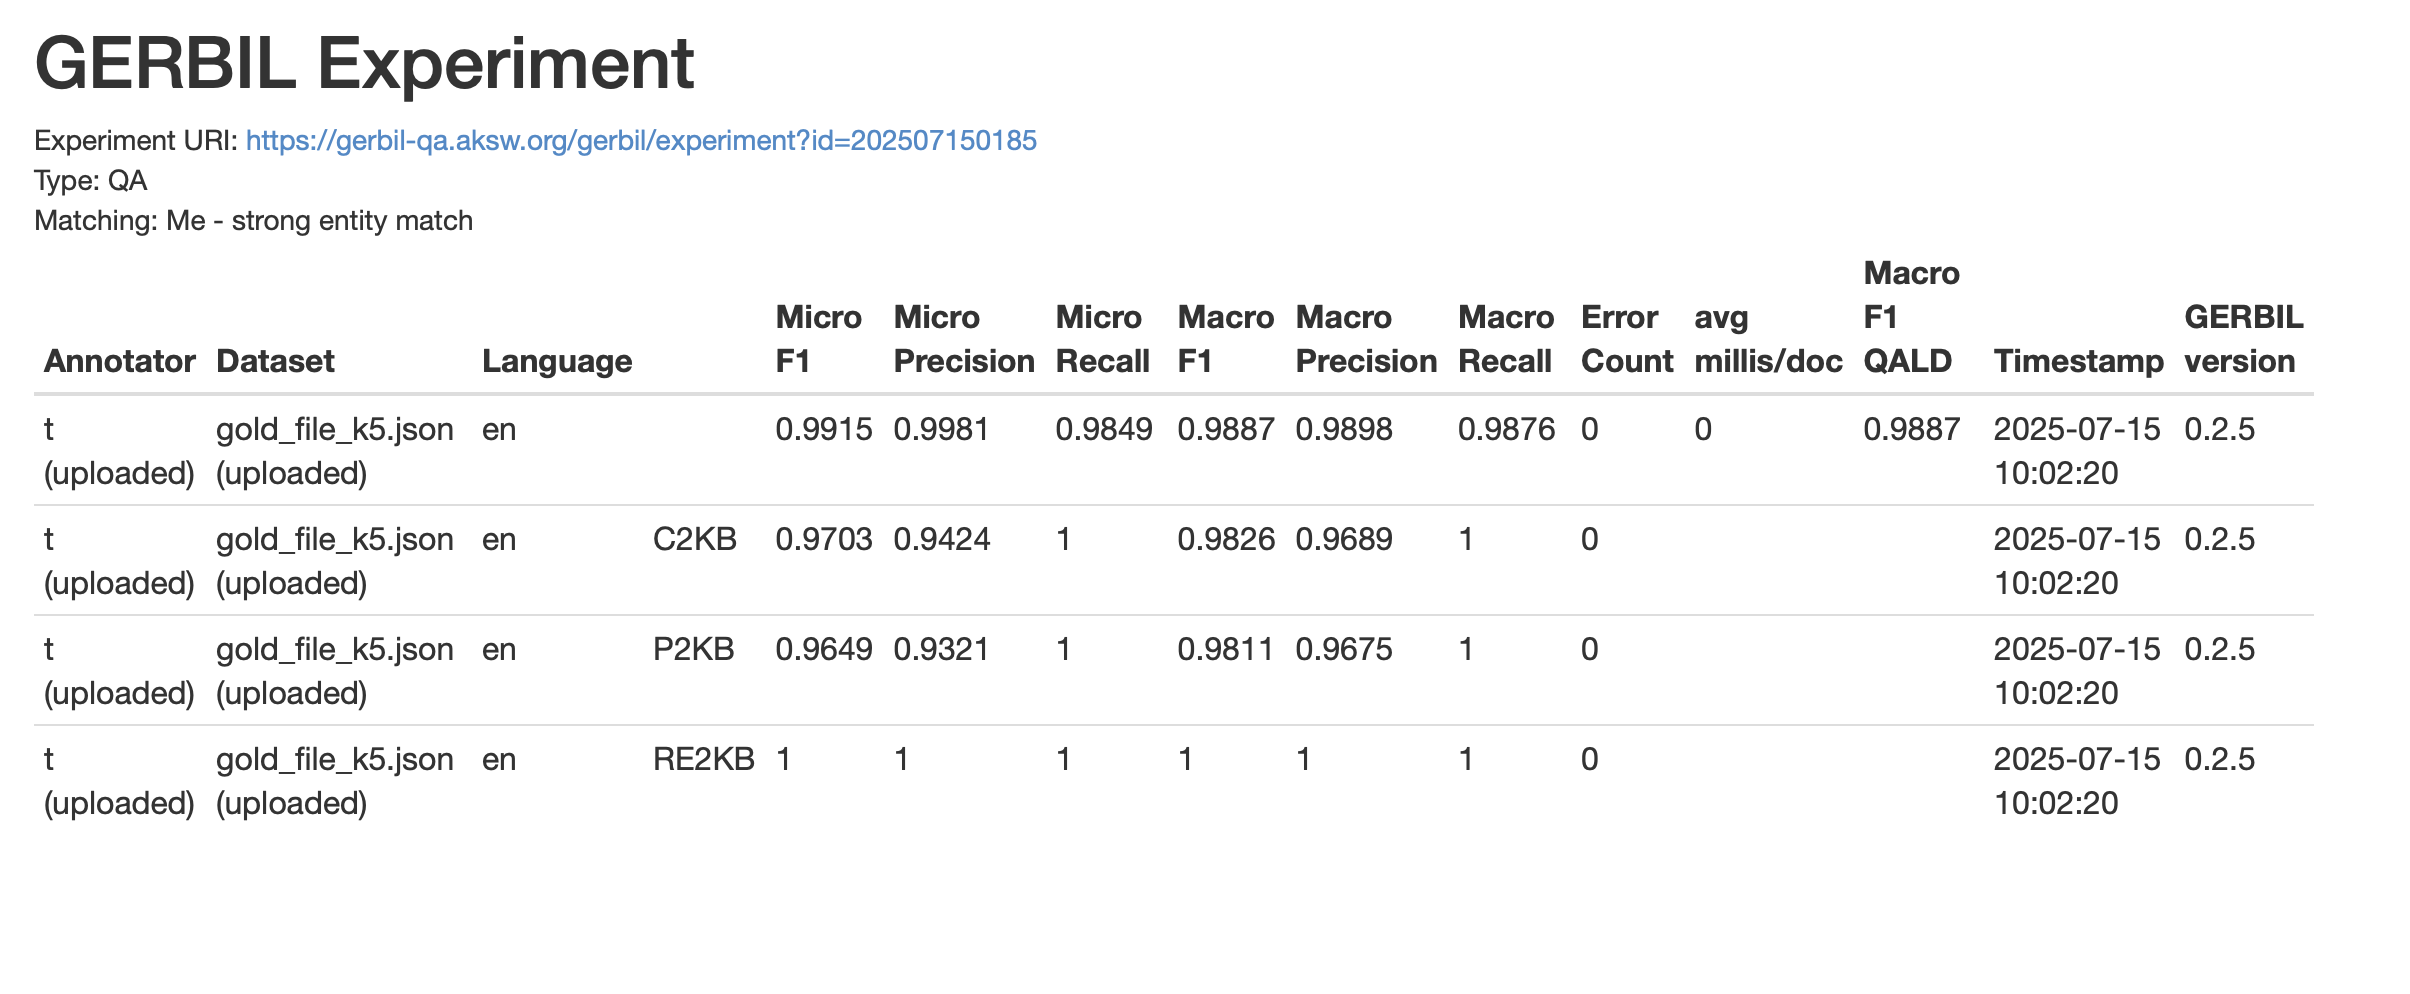 GERBIL Experiment
Experiment URI: https://gerbil-qa.aksw.org/gerbil/experiment?id=202507150185
Type: QA
Matching: Me - strong entity match
Annotator Dataset Language Micro F1 Micro Precision Micro Recall Macro F1 Macro Precision Macro Recall Error Count avg millis/doc Macro F1 QALD Timestamp GERBIL version
t (uploaded) gold_file_k5.json (uploaded) en 0.9915 0.9981 0.9849 0.9887 0.9898 0.9876 0 0 0.9887 2025-07-15 10:02:20 0.2.5
t (uploaded) gold_file_k5.json (uploaded) en C2KB 0.9703 0.9424 1 0.9826 0.9689 1 0 2025-07-15 10:02:20 0.2.5
t (uploaded) gold_file_k5.json (uploaded) en P2KB 0.9649 0.9321 1 0.9811 0.9675 1 0 2025-07-15 10:02:20 0.2.5
t (uploaded) gold_file_k5.json (uploaded) en RE2KB 1 1 1 1 1 1 0 2025-07-15 10:02:20 0.2.5